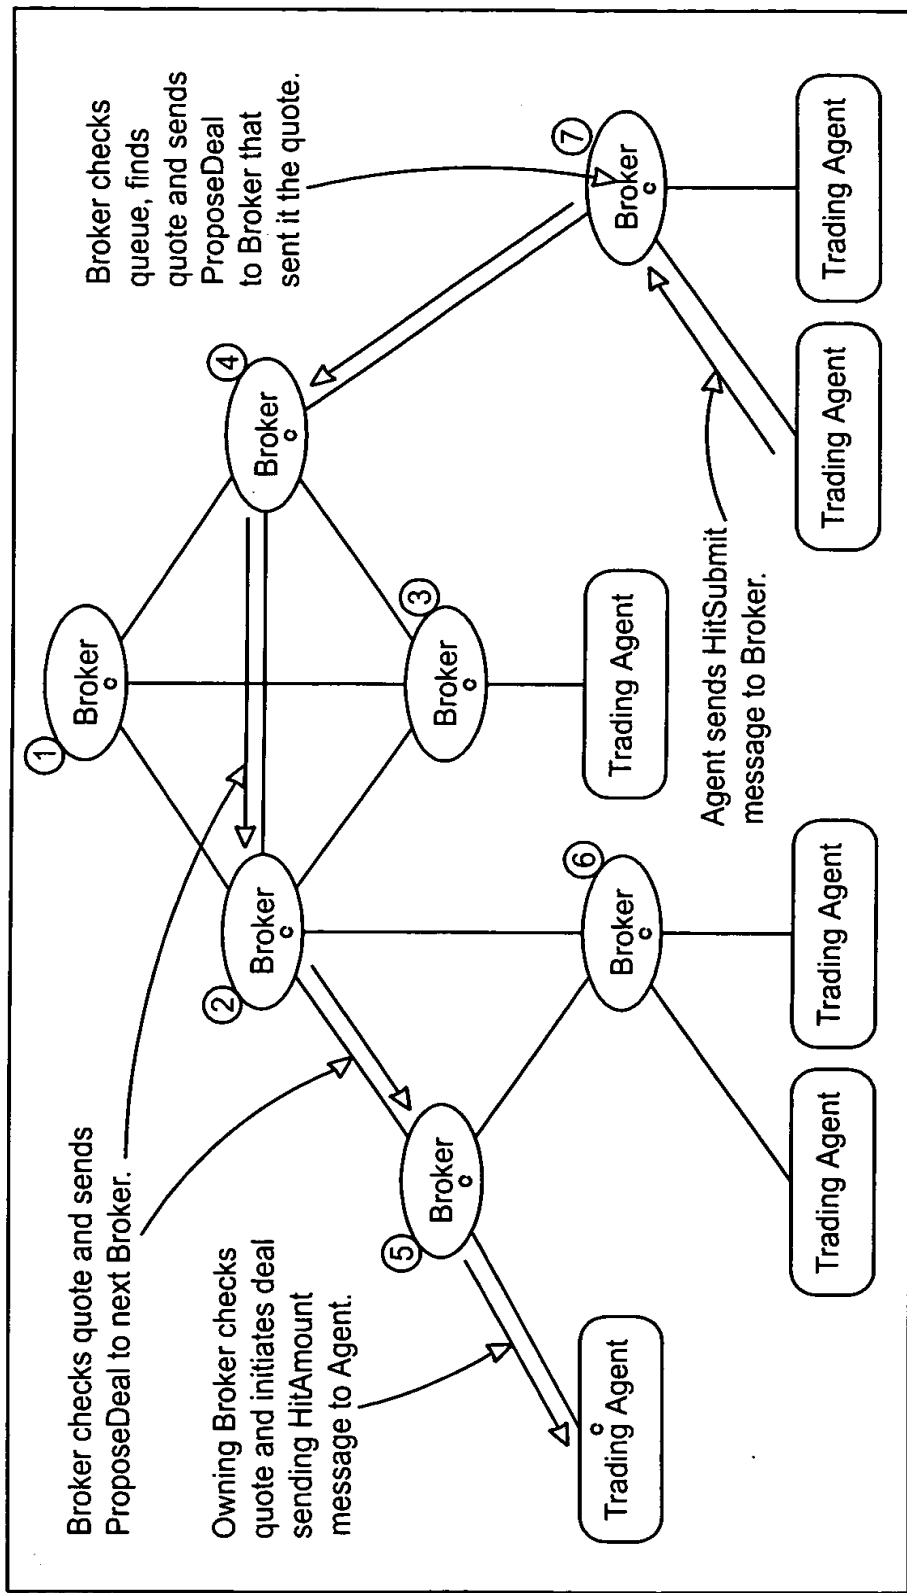 Broker checks quote and sends
ProposeDeal to next Broker.
Broker checks
queue, finds
quote and sends
ProposeDeal
to Broker that
sent it the quote.
Owning Broker checks
quote and initiates deal
sending HitAmount
message to Agent.
1
Broker
c
2
Broker
c
4
Broker
c
5
Broker
c
3
Broker
c
6
Broker
c
7
Broker
c
c
Trading Agent
Trading Agent
Agent sends HitSubmit
message to Broker.
Trading Agent
Trading Agent
Trading Agent
Trading Agent